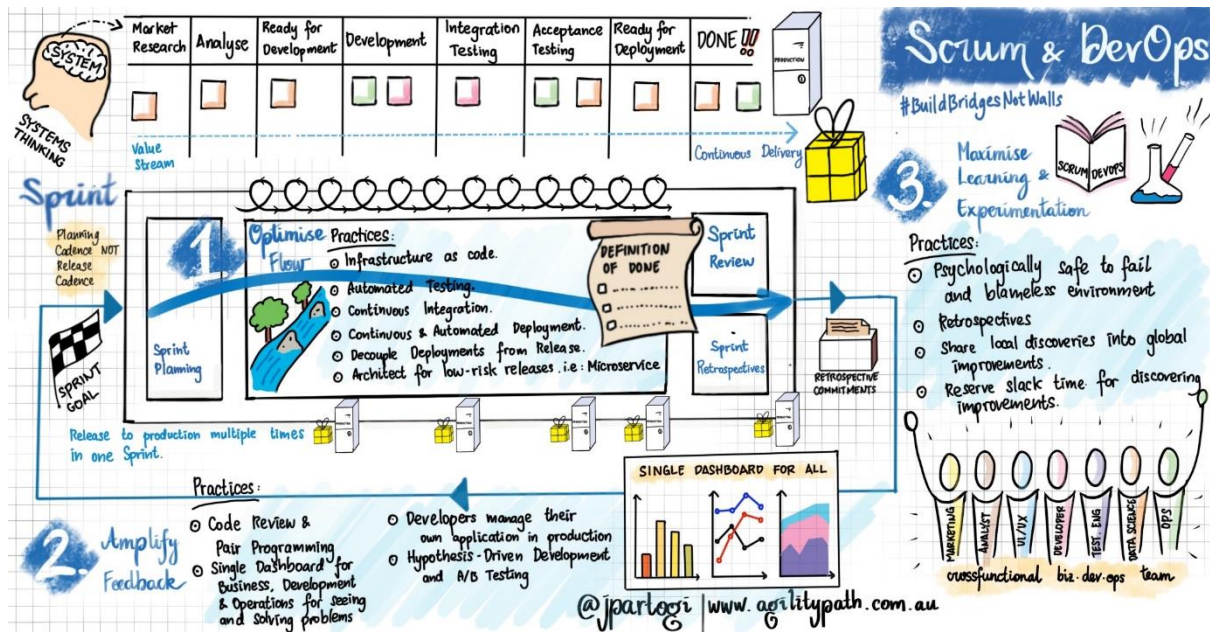 SYSTEM
SYSTEMS
THINKING
Market
Research
Analyse
Ready for
Development
Development
Integration
Testing
Acceptance
Testing
Ready for
Deployment
DONE!!
PRODUCTION
Value
Stream
Continuous Delivery
Scrum & DevOps
#BuildBridgesNotWalls
Sprint
Planning
Cadence NOT
Release
Cadence
SPRINT
GOAL
Sprint
Planning
1.
Optimise
Flow
Practices:
Infrastructure as code.
Automated Testing.
Continuous Integration.
Continuous & Automated Deployment.
Decouple Deployments from Release.
Architect for low-risk releases. i.e: Microservice
DEFINITION
OF DONE
Sprint
Review
Sprint
Retrospectives
RETROSPECTIVE
COMMITMENTS
Release to production multiple times
in one Sprint.
2.
Amplify
Feedback
Practices:
Code Review &
Pair Programming
Single Dashboard for
Business, Development
& Operations for seeing
and solving problems
Developers manage their
own application in production
Hypothesis-Driven Development
and A/B Testing
SINGLE DASHBOARD FOR ALL
3.
Maximise
Learning &
Experimentation
SCRUM DEVOPS
Practices:
Psychologically safe to fail
and blameless environment
Retrospectives
Share local discoveries into global
improvements.
Reserve slack time for discovering
improvements.
MARKETING
ANALYST
UI/UX
DEVELOPER
TEST ENG
DATA SCIENCE
OPS
crossfunctional biz.dev.ops team
@jpartogi | www.agilitypath.com.au